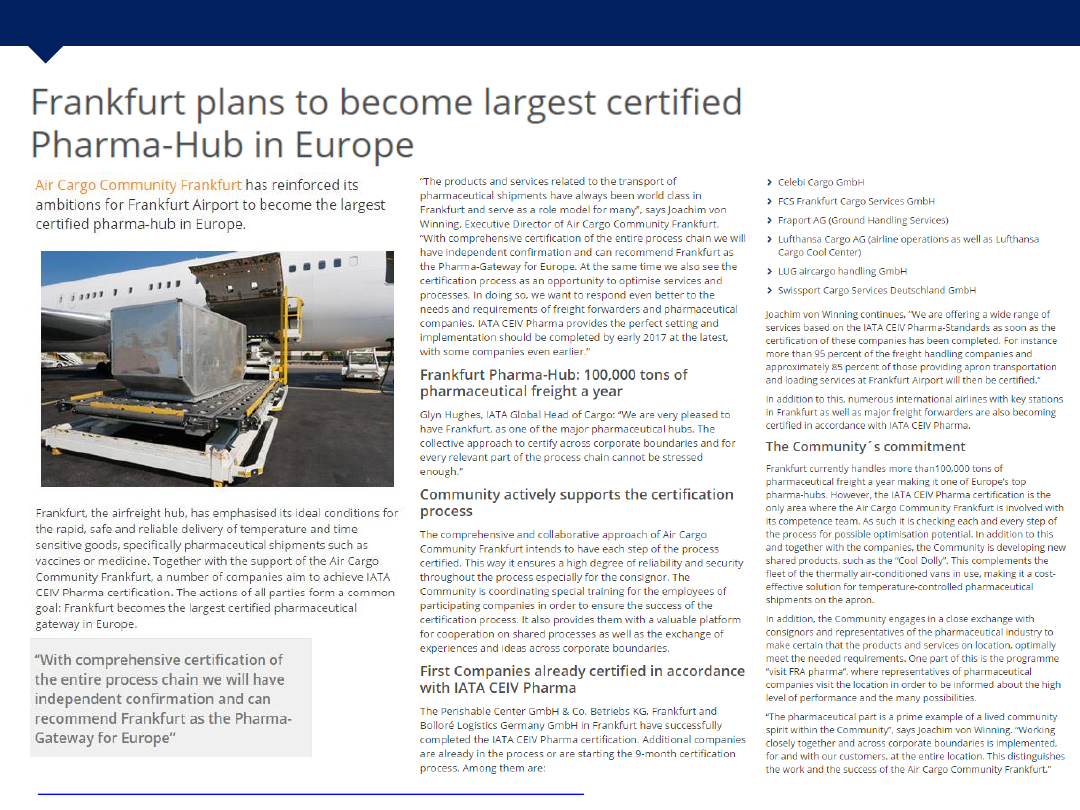 Frankfurt plans to become largest certified
Pharma-Hub in Europe
Air Cargo Community Frankfurt has reinforced its
ambitions for Frankfurt Airport to become the largest
certified pharma-hub in Europe.
Frankfurt, the airfreight hub, has emphasised its ideal conditions for
the rapid, safe and reliable delivery of temperature and time
sensitive goods, specifically pharmaceutical shipments such as
vaccines or medicine. Together with the support of the Air Cargo
Community Frankfurt, a number of companies aim to achieve IATA
CEIV Pharma certification. The actions of all parties form a common
goal: Frankfurt becomes the largest certified pharmaceutical
gateway in Europe.
“With comprehensive certification of
the entire process chain we will have
independent confirmation and can
recommend Frankfurt as the Pharma-
Gateway for Europe”
“The products and services related to the transport of
pharmaceutical shipments have always been world class in
Frankfurt and serve as a role model for many”, says Joachim von
Winning, Executive Director of Air Cargo Community Frankfurt.
“With comprehensive certification of the entire process chain we will
have independent confirmation and can recommend Frankfurt as
the Pharma-Gateway for Europe. At the same time we also see the
certification process as an opportunity to optimise services and
processes. In doing so, we want to respond even better to the
needs and requirements of freight forwarders and pharmaceutical
companies. IATA CEIV Pharma provides the perfect setting and
implementation should be completed by early 2017 at the latest,
with some companies even earlier.”
Frankfurt Pharma-Hub: 100,000 tons of
pharmaceutical freight a year
Glyn Hughes, IATA Global Head of Cargo: “We are very pleased to
have Frankfurt, as one of the major pharmaceutical hubs. The
collective approach to certify across corporate boundaries and for
every relevant part of the process chain cannot be stressed
enough.”
Community actively supports the certification
process
The comprehensive and collaborative approach of Air Cargo
Community Frankfurt intends to have each step of the process
certified. This way it ensures a high degree of reliability and security
throughout the process especially for the consignor. The
Community is coordinating special training for the employees of
participating companies in order to ensure the success of the
certification process. It also provides them with a valuable platform
for cooperation on shared processes as well as the exchange of
experiences and ideas across corporate boundaries.
First Companies already certified in accordance
with IATA CEIV Pharma
The Perishable Center GmbH & Co. Betriebs KG, Frankfurt and
Bolloré Logistics Germany GmbH in Frankfurt have successfully
completed the IATA CEIV Pharma certification. Additional companies
are already in the process or are starting the 9-month certification
process. Among them are:
Celebi Cargo GmbH
FCS Frankfurt Cargo Services GmbH
Fraport AG (Ground Handling Services)
Lufthansa Cargo AG (airline operations as well as Lufthansa
Cargo Cool Center)
LUG aircargo handling GmbH
Swissport Cargo Services Deutschland GmbH
Joachim von Winning continues, “We are offering a wide range of
services based on the IATA CEIV Pharma-Standards as soon as the
certification of these companies has been completed. For instance
more than 95 percent of the freight handling companies and
approximately 85 percent of those providing apron transportation
and loading services at Frankfurt Airport will then be certified.”
In addition to this, numerous international airlines with key stations
in Frankfurt as well as major freight forwarders are also becoming
certified in accordance with IATA CEIV Pharma.
The Community´s commitment
Frankfurt currently handles more than100,000 tons of
pharmaceutical freight a year making it one of Europe’s top
pharma-hubs. However, the IATA CEIV Pharma certification is the
only area where the Air Cargo Community Frankfurt is involved with
its competence team. As such it is checking each and every step of
the process for possible optimisation potential. In addition to this
and together with the companies, the Community is developing new
shared products, such as the “Cool Dolly”. This complements the
fleet of the thermally air-conditioned vans in use, making it a cost-
effective solution for temperature-controlled pharmaceutical
shipments on the apron.
In addition, the Community engages in a close exchange with
consignors and representatives of the pharmaceutical industry to
make certain that the products and services on location, optimally
meet the needed requirements. One part of this is the programme
“visit FRA pharma”, where representatives of pharmaceutical
companies visit the location in order to be informed about the high
level of performance and the many possibilities.
“The pharmaceutical part is a prime example of a lived community
spirit within the Community”, says Joachim von Winning. “Working
closely together and across corporate boundaries is implemented,
for and with our customers, at the entire location. This distinguishes
the work and the success of the Air Cargo Community Frankfurt.”